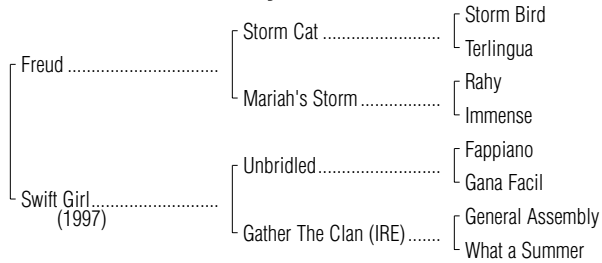 Storm Bird
Storm Cat ........................
Terlingua
Freud ................................
Rahy
Mariah's Storm .................
Immense
Fappiano
Unbridled..........................
Gana Facil
Swift Girl...........................
(1997)
General Assembly
Gather The Clan (IRE) .......
What a Summer